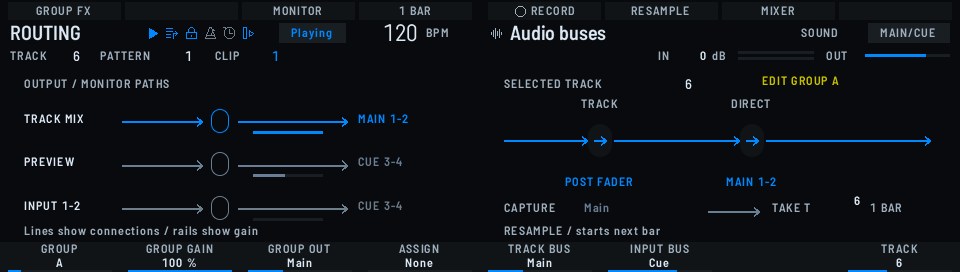 GROUP FX MONITOR 1 BAR RECORD RESAMPLE MIXER
ROUTING Playing 120 BPM Audio buses SOUND MAIN/CUE
TRACK 6 PATTERN 1 CLIP 1 IN 0 dB OUT
OUTPUT / MONITOR PATHS SELECTED TRACK 6 EDIT GROUP A
TRACK DIRECT
TRACK MIX MAIN 1-2
PREVIEW CUE 3-4
POST FADER MAIN 1-2
INPUT 1-2 CUE 3-4 CAPTURE Main TAKE T 6 1 BAR
Lines show connections / rails show gain RESAMPLE / starts next bar
GROUP GROUP GAIN GROUP OUT ASSIGN TRACK BUS INPUT BUS TRACK
A 100 % Main None Main Cue 6